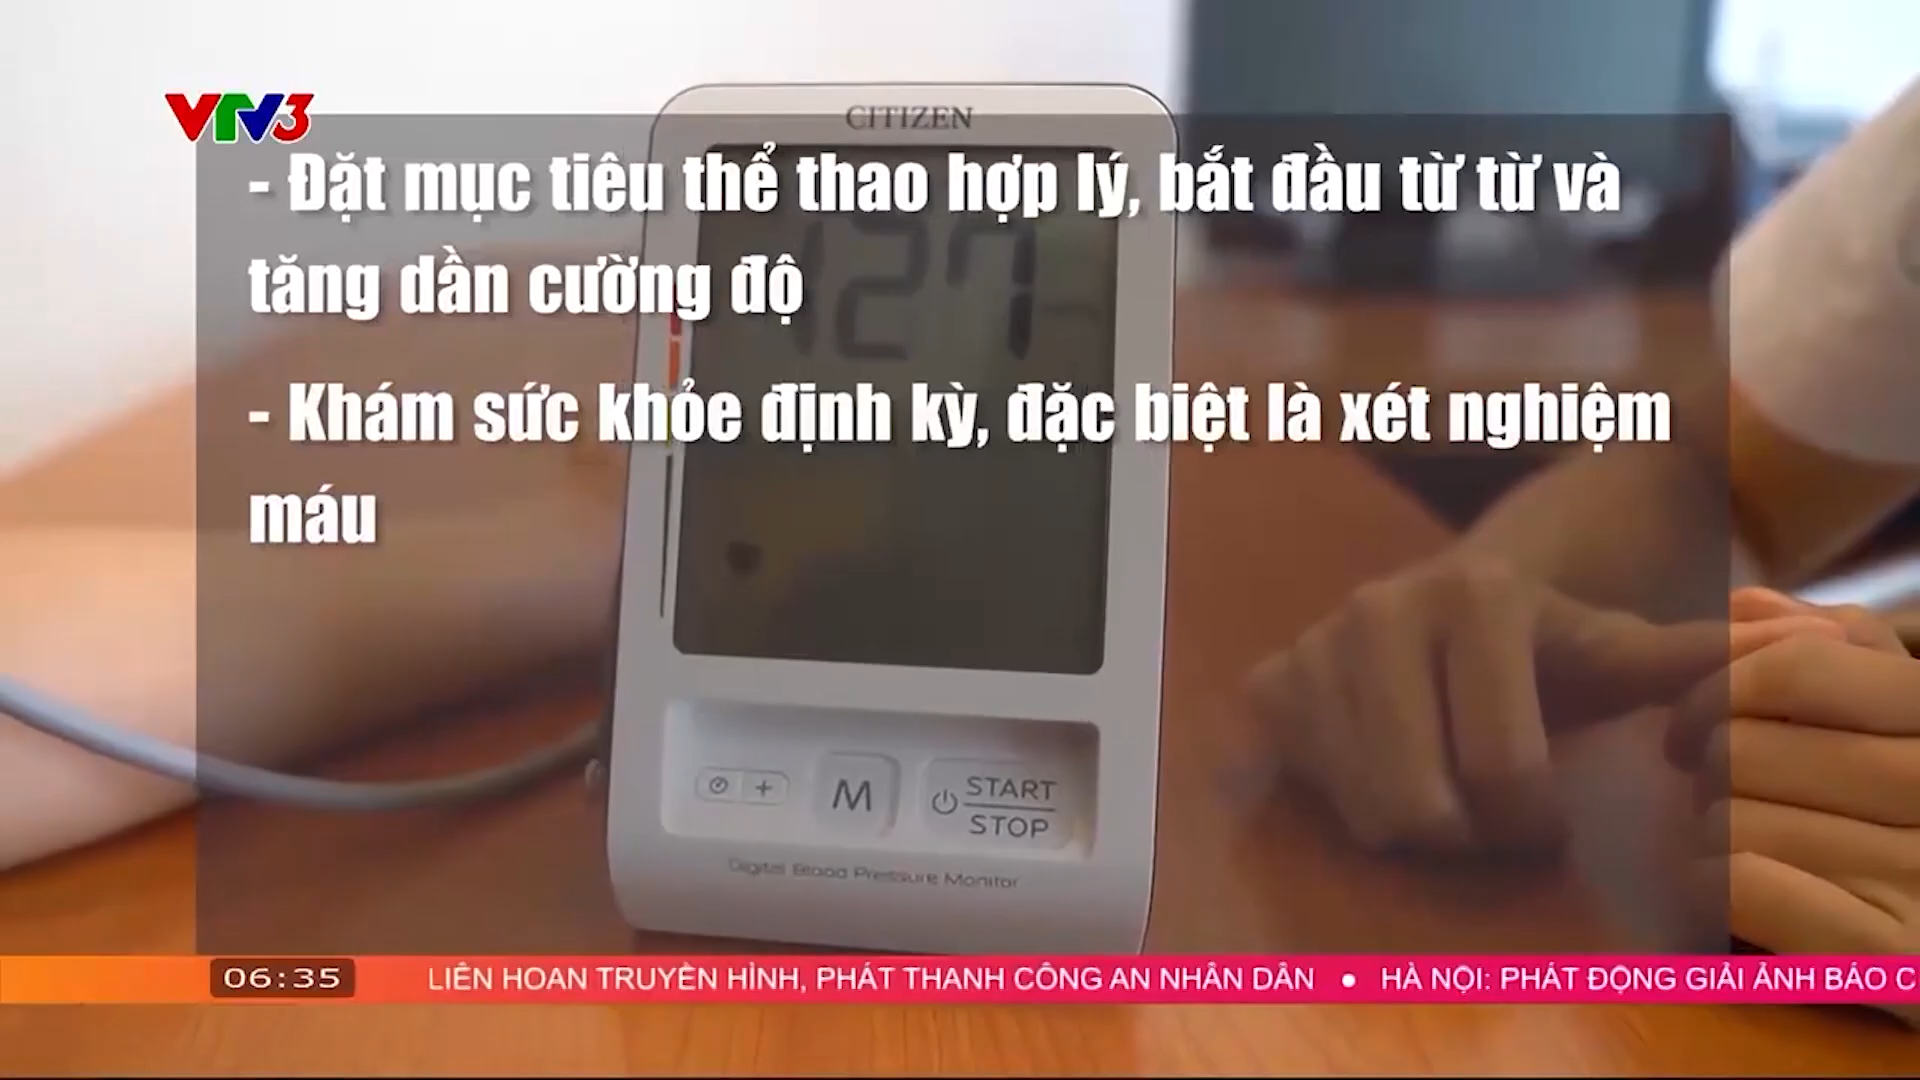 VTV3
CITIZEN
- Đặt mục tiêu thể thao hợp lý, bắt đầu từ từ và
tăng dần cường độ
127
- Khám sức khỏe định kỳ, đặc biệt là xét nghiệm
máu
M
START
STOP
Digital Blood Pressure Monitor
06:35
LIÊN HOAN TRUYỀN HÌNH, PHÁT THANH CÔNG AN NHÂN DÂN • HÀ NỘI: PHÁT ĐỘNG GIẢI ẢNH BÁO C